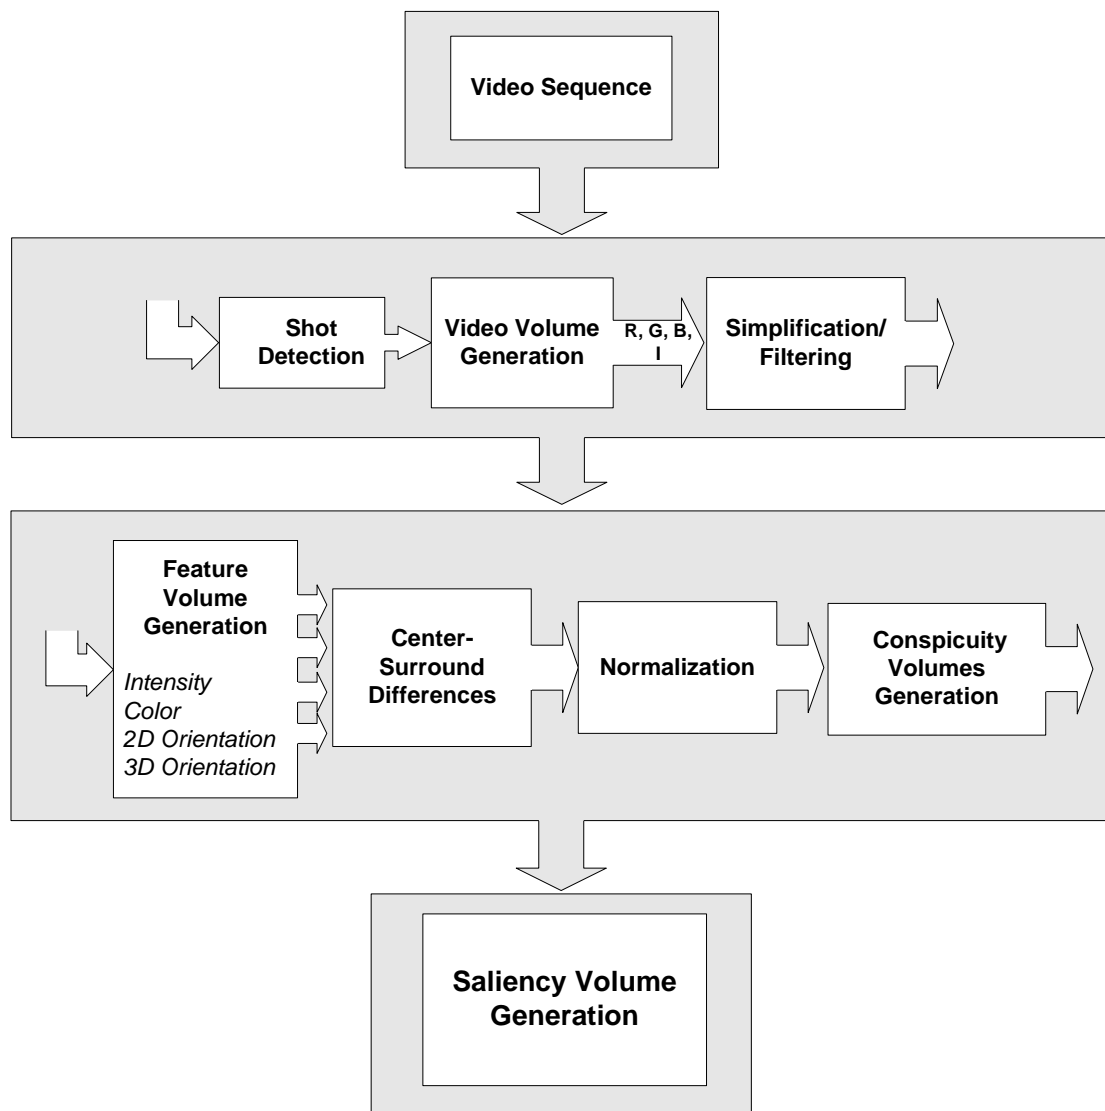 Video Sequence
Shot
Detection
Video Volume
Generation
R, G, B,
I
Simplification/
Filtering
Feature
Volume
Generation
Intensity
Color
2D Orientation
3D Orientation
Center-
Surround
Differences
Normalization
Conspicuity
Volumes
Generation
Saliency Volume
Generation